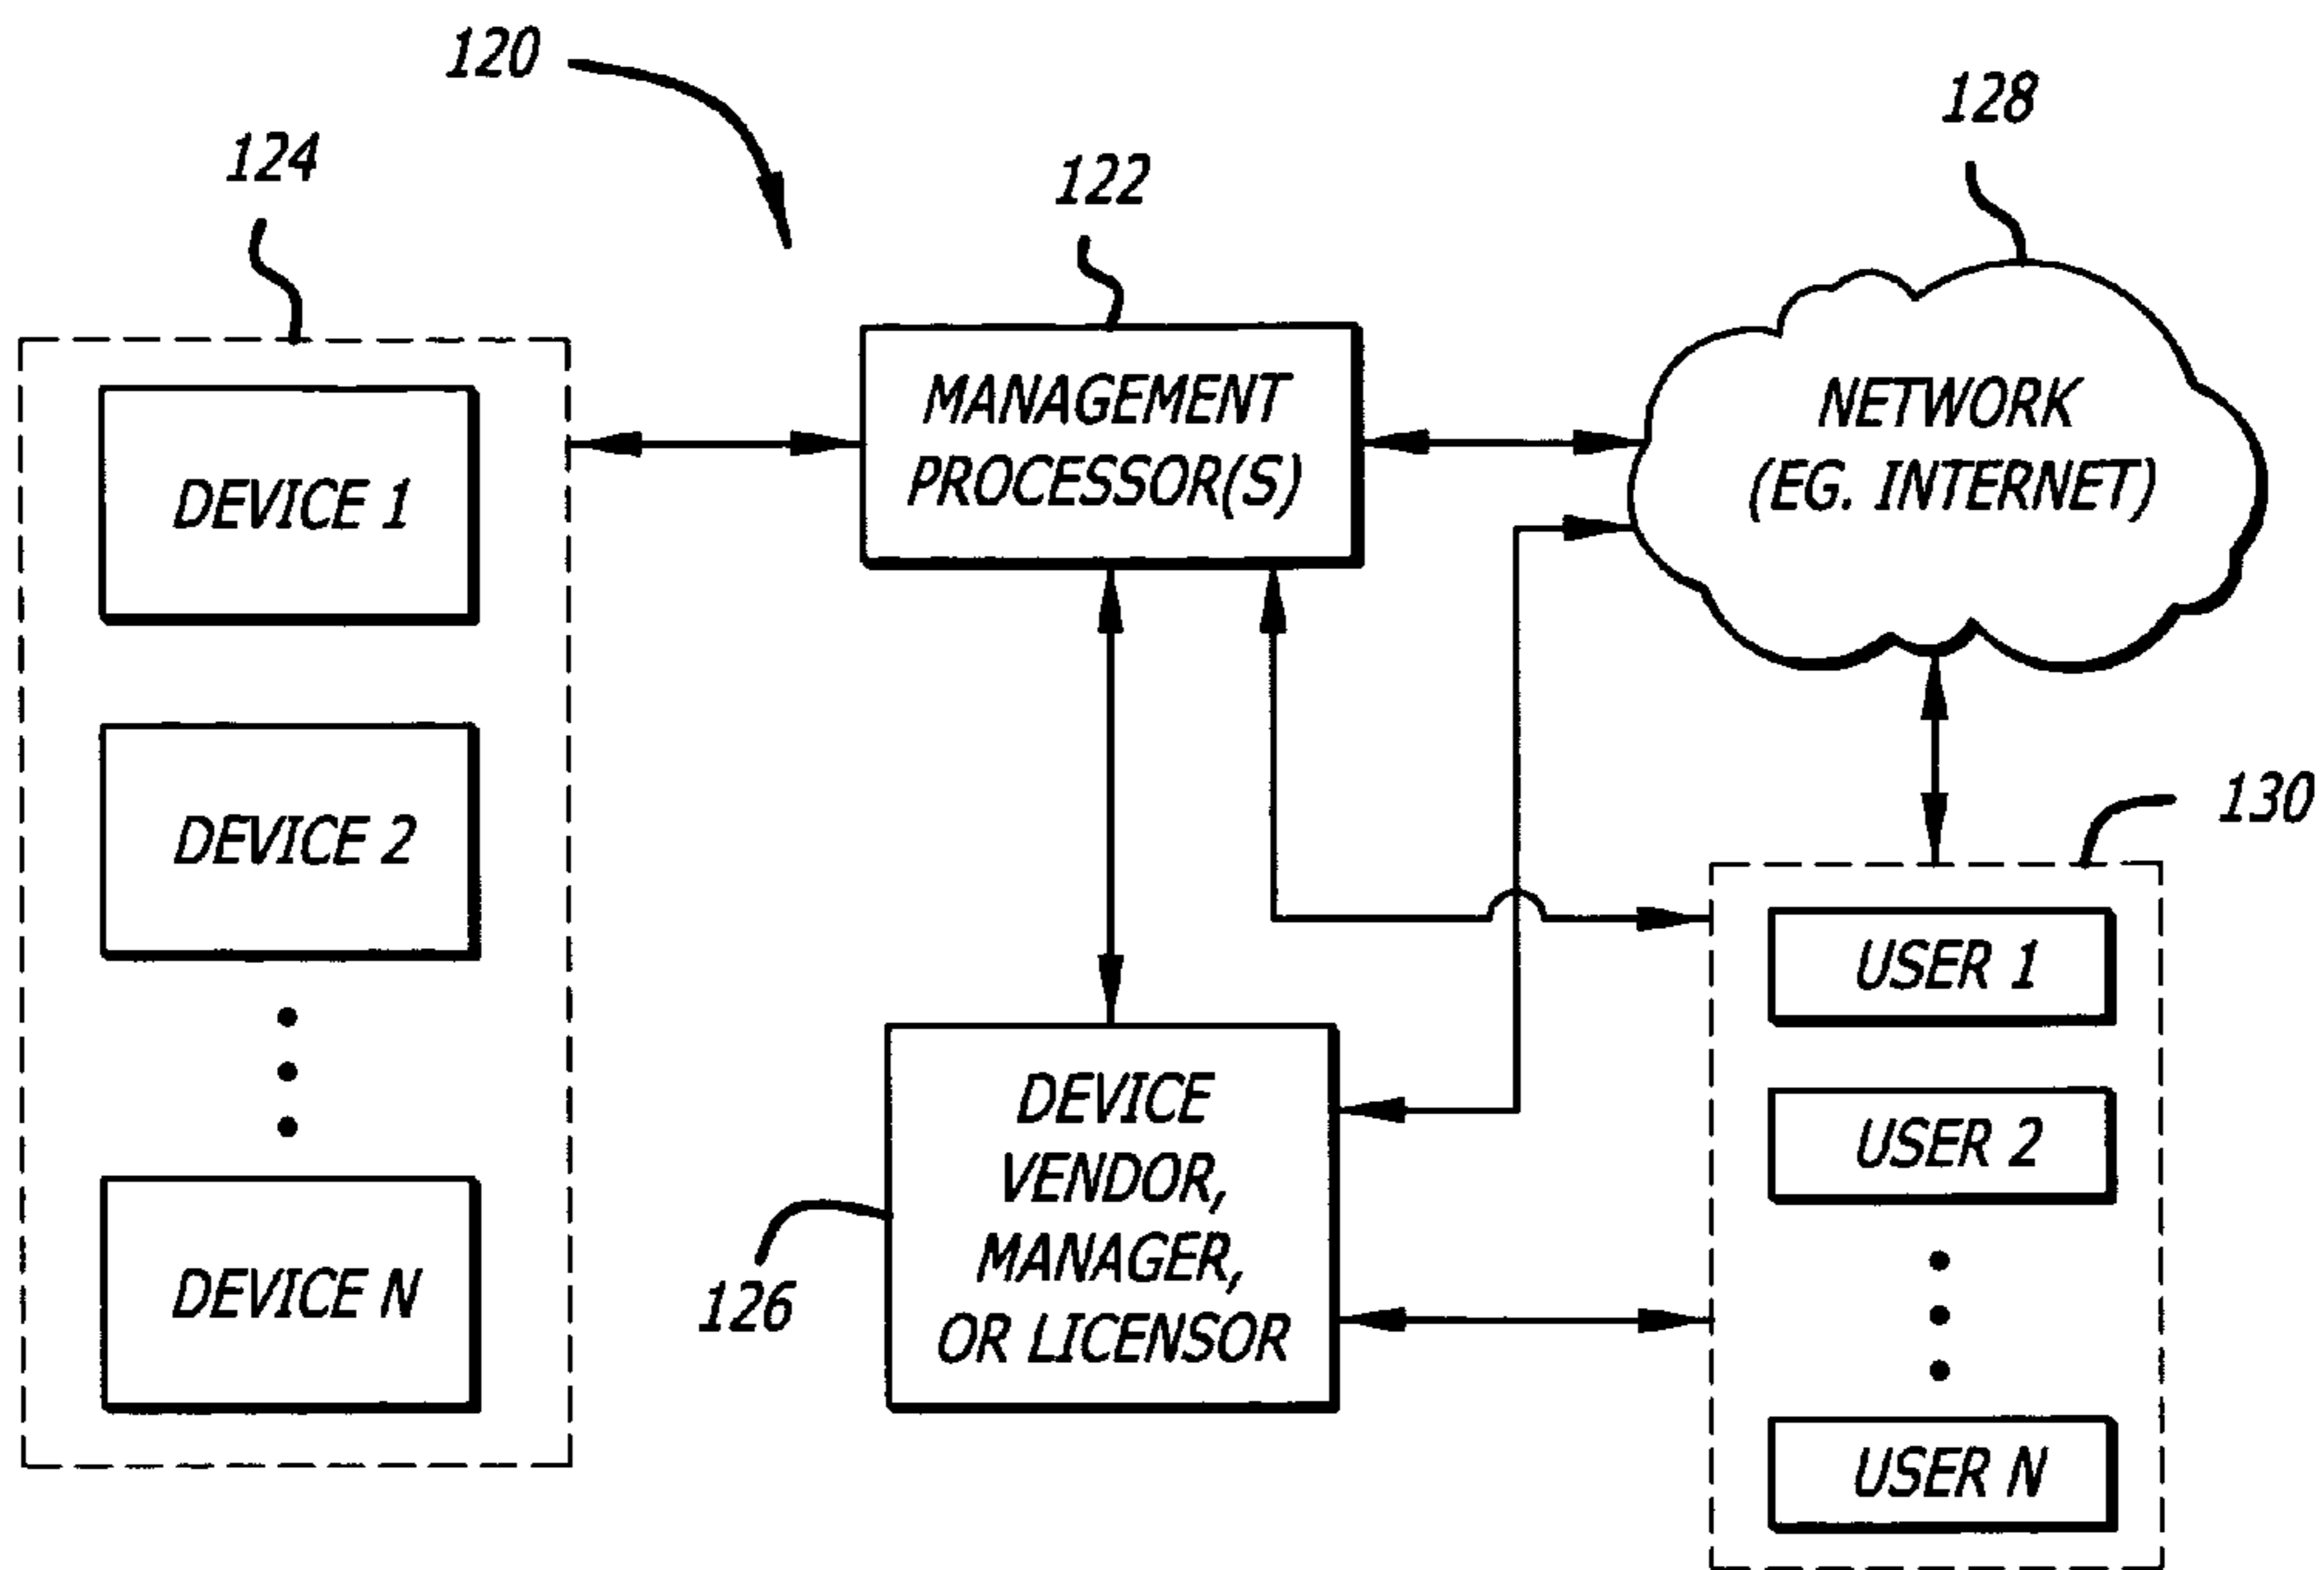 120
128
124
122
MANAGEMENT
PROCESSOR(S)
NETWORK
(EG. INTERNET)
DEVICE 1
DEVICE 2
130
USER 1
DEVICE
VENDOR,
MANAGER,
OR LICENSOR
USER 2
126
DEVICE N
USER N